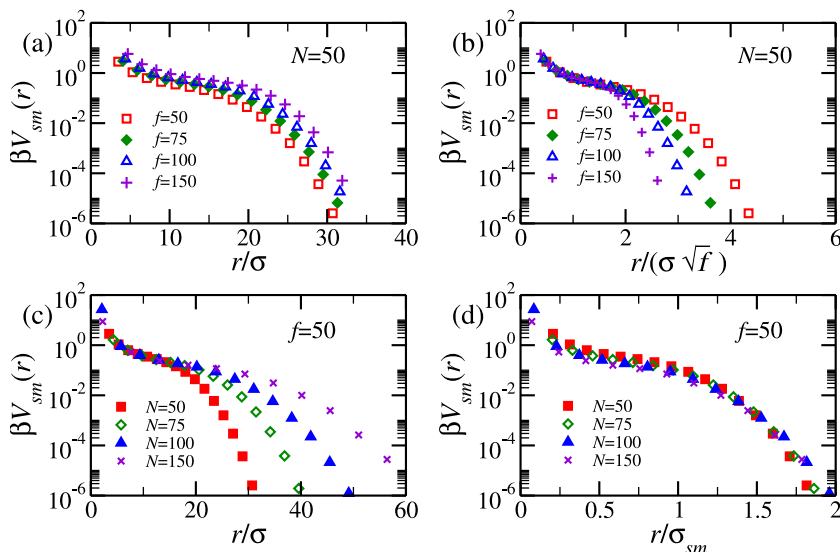 (a)
N=50
βV_sm(r)
10^2
10^0
10^-2
10^-4
10^-6
f=50
f=75
f=100
f=150
0 10 20 30 40
r/σ
(b)
N=50
βV_sm(r)
10^2
10^0
10^-2
10^-4
10^-6
f=50
f=75
f=100
f=150
0 2 4 6
r/(σ √f )
(c)
f=50
βV_sm(r)
10^2
10^0
10^-2
10^-4
10^-6
N=50
N=75
N=100
N=150
0 20 40 60
r/σ
(d)
f=50
βV_sm(r)
10^2
10^0
10^-2
10^-4
10^-6
N=50
N=75
N=100
N=150
0 0.5 1 1.5 2
r/σ_sm